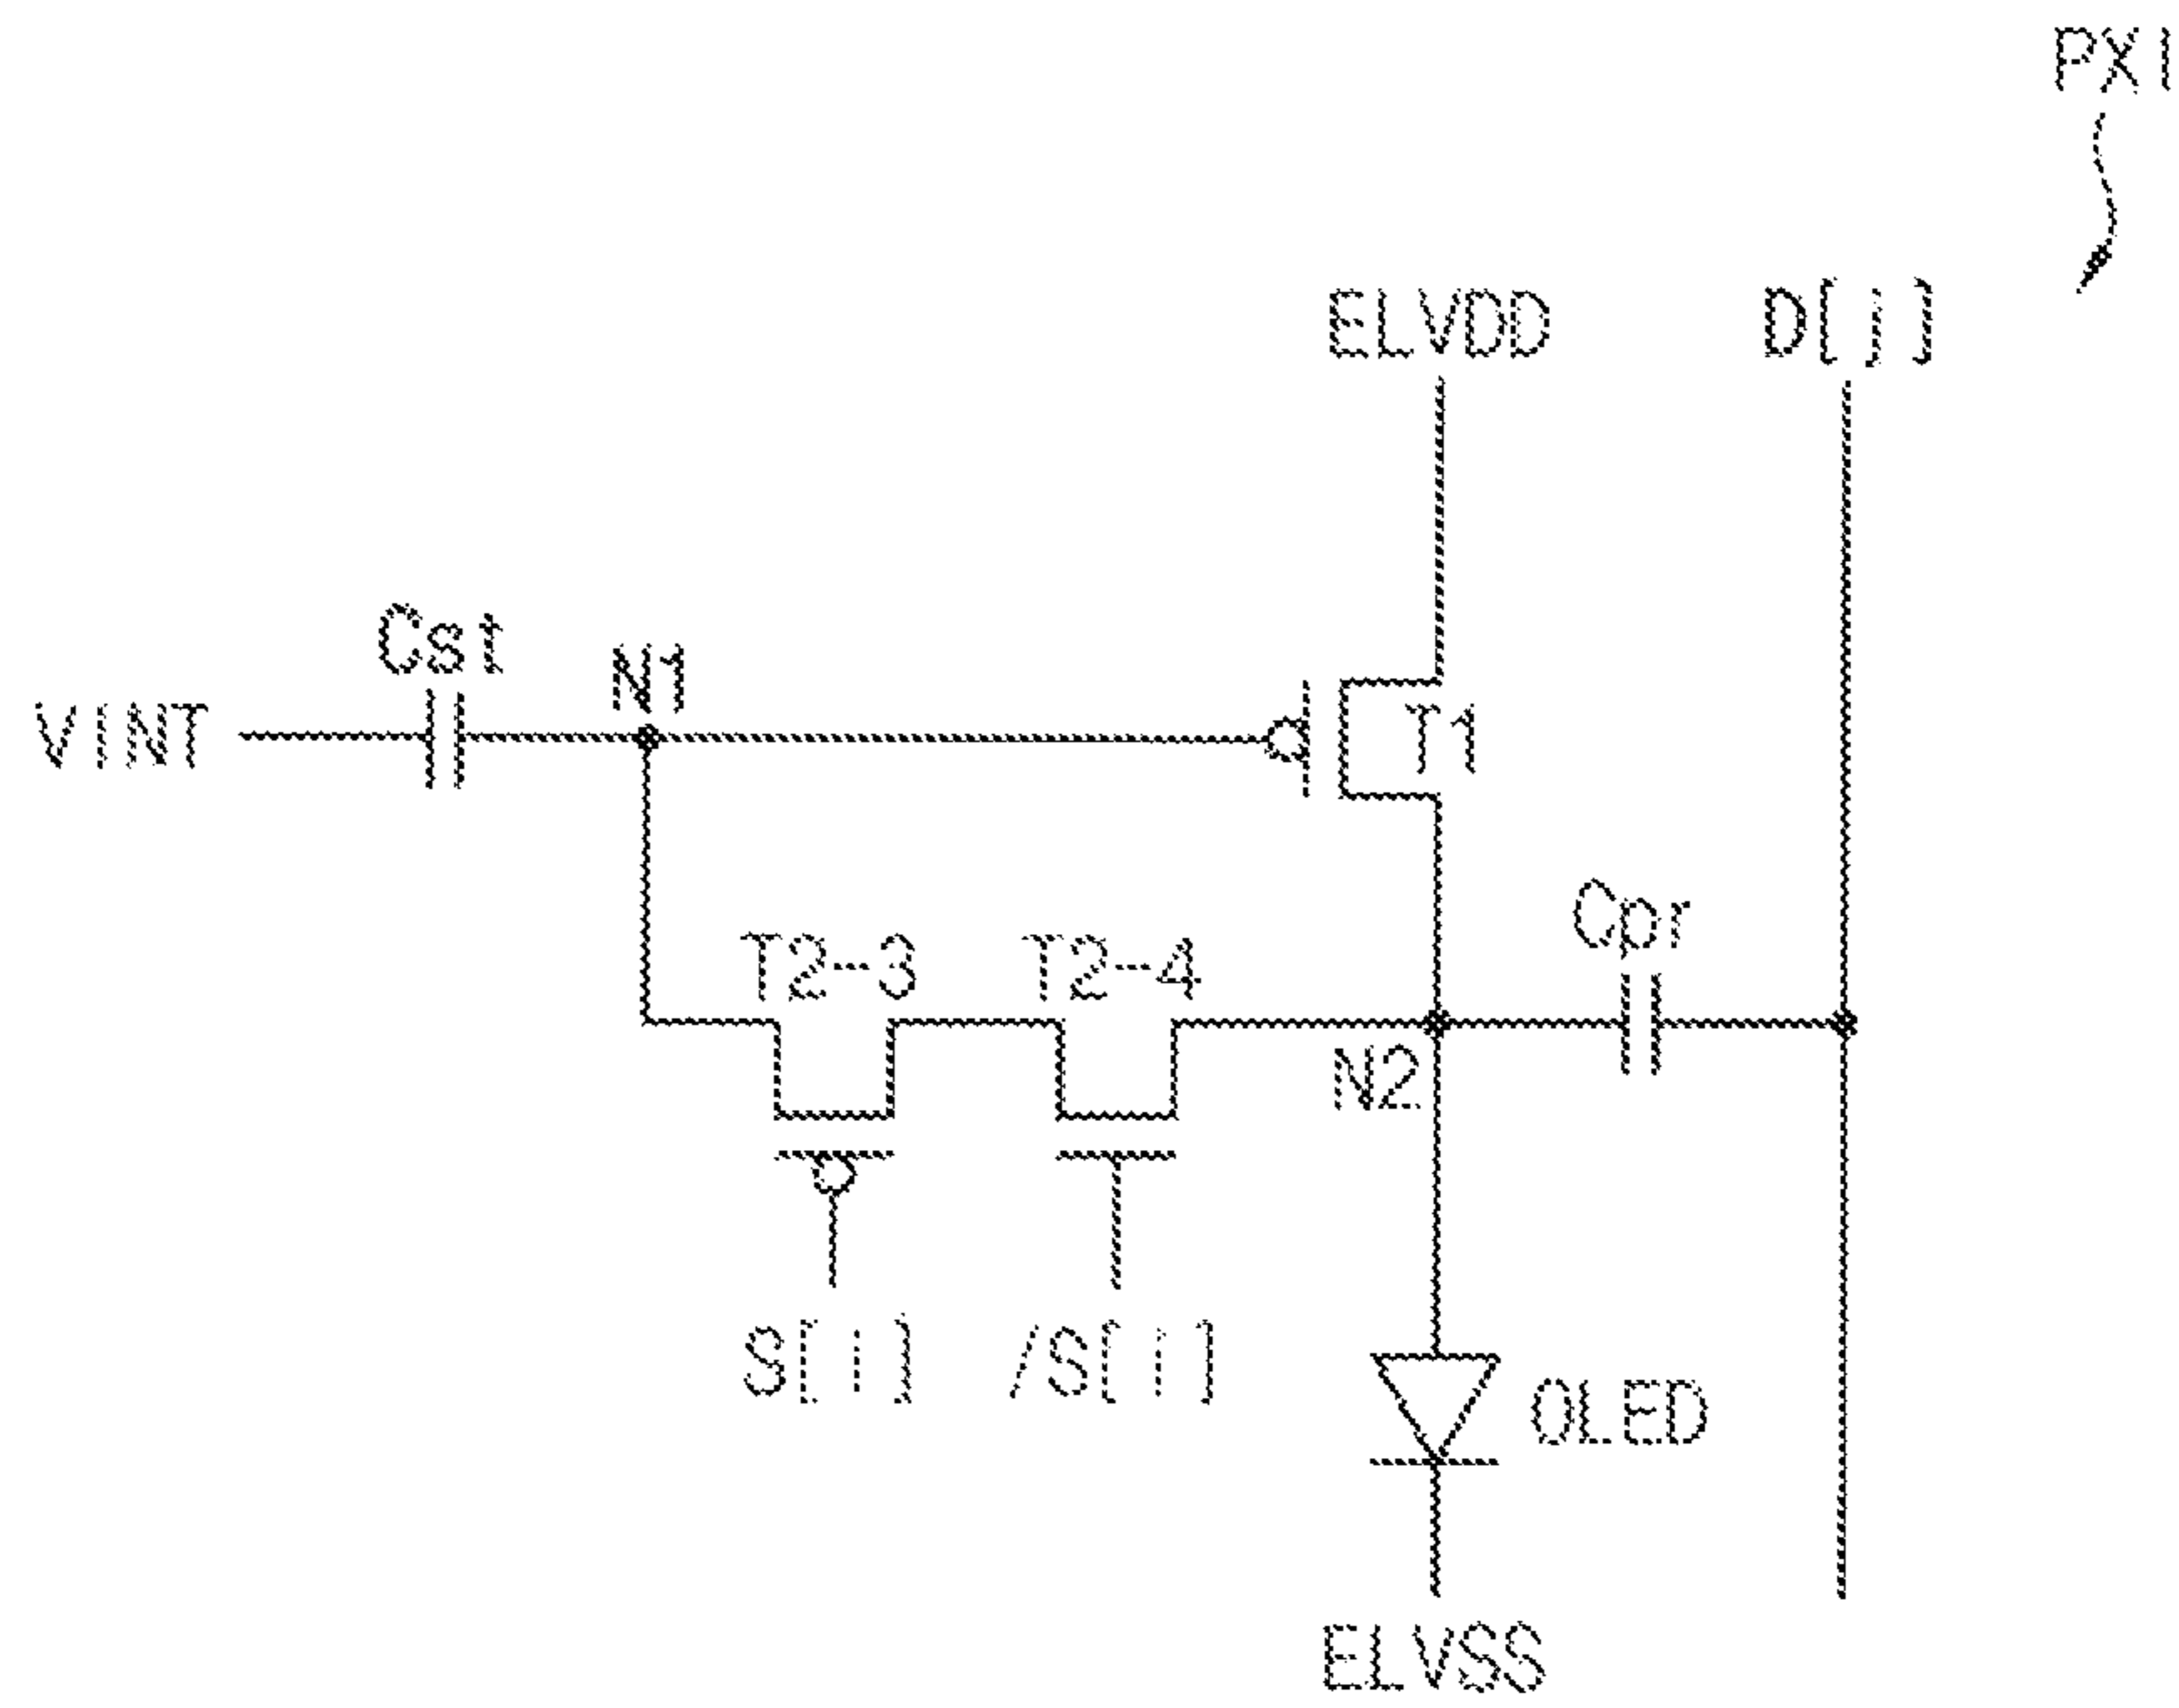 PX1
ELVDD
D[j]
Cst
N1
VINT
T1
Cpr
T2-3
T2-4
N2
S[i]
/S[i]
OLED
ELVSS